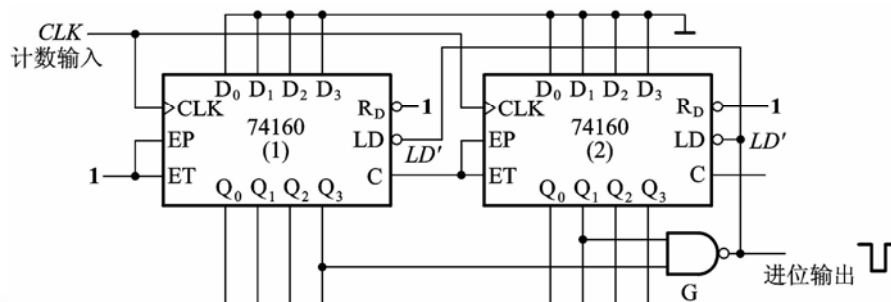 CLK
计数输入
D₀ D₁ D₂ D₃
CLK
R_D
1
EP
74160
LD
LD′
(1)
1
ET
C
Q₀ Q₁ Q₂ Q₃
D₀ D₁ D₂ D₃
CLK
R_D
1
EP
74160
LD
LD′
(2)
ET
C
Q₀ Q₁ Q₂ Q₃
G
进位输出